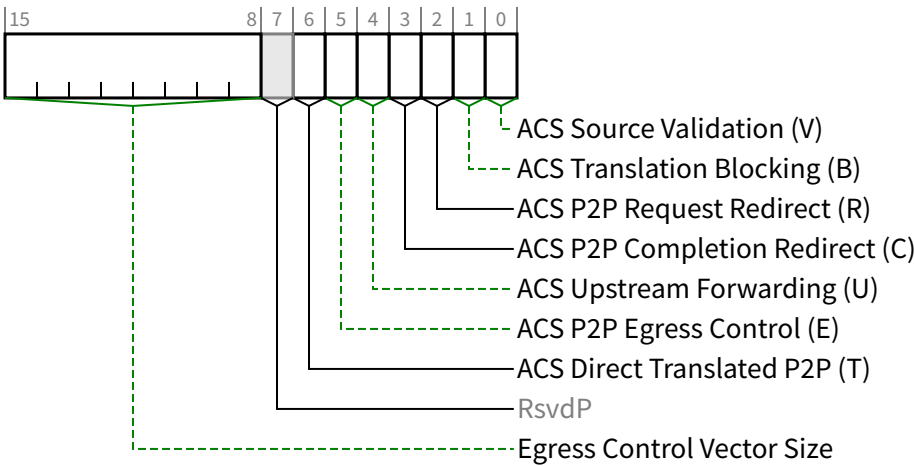 15 8 7 6 5 4 3 2 1 0
ACS Source Validation (V)
ACS Translation Blocking (B)
ACS P2P Request Redirect (R)
ACS P2P Completion Redirect (C)
ACS Upstream Forwarding (U)
ACS P2P Egress Control (E)
ACS Direct Translated P2P (T)
RsvdP
Egress Control Vector Size